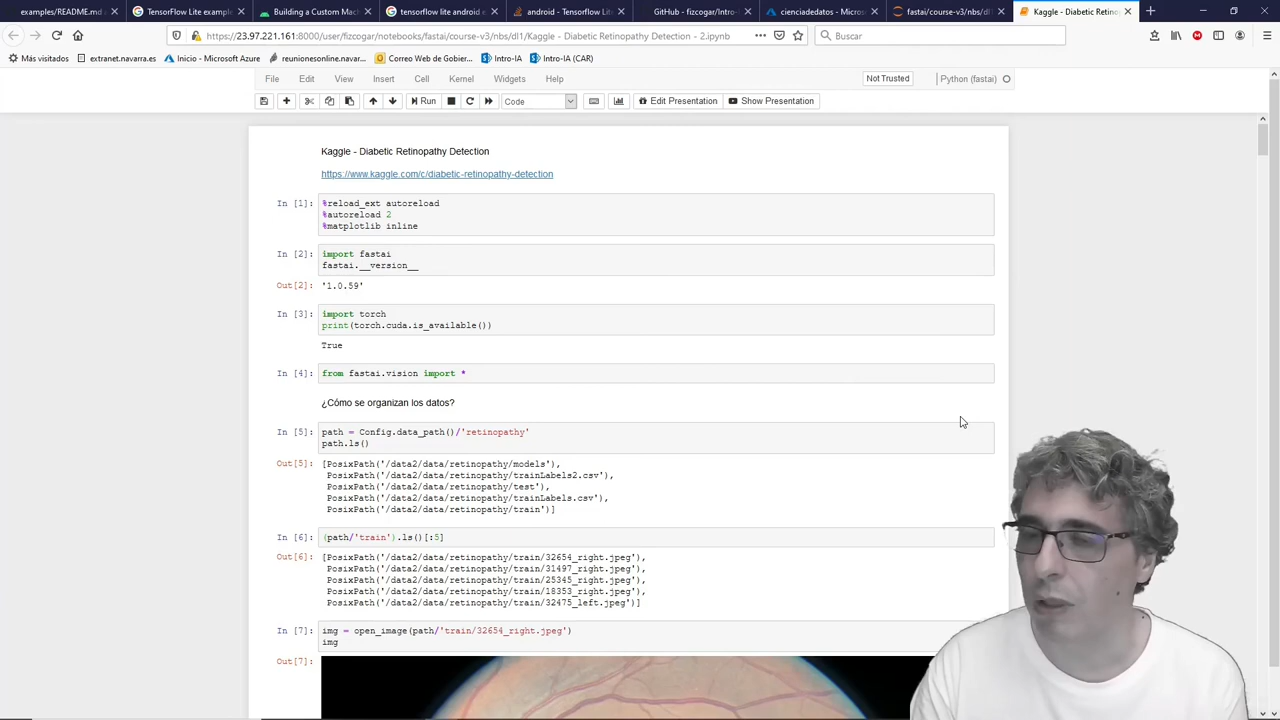 examples/README.md at m
TensorFlow Lite example
Building a Custom Mach
tensorflow lite android e
android - Tensorflow Lite
GitHub - fizcogar/Intro-I
cienciadedatos - Microso
fastai/course-v3/nbs/dl1/
Kaggle - Diabetic Retinop
https://23.97.221.161:8000/user/fizcogar/notebooks/fastai/course-v3/nbs/dl1/Kaggle - Diabetic Retinopathy Detection - 2.ipynb
Buscar
Más visitados
extranet.navarra.es
Inicio - Microsoft Azure
reunionesonline.navar...
Correo Web de Gobier...
Intro-IA
Intro-IA (CAR)
File Edit View Insert Cell Kernel Widgets Help
Not Trusted
Python (fastai)
Run
Code
Edit Presentation
Show Presentation
Kaggle - Diabetic Retinopathy Detection
https://www.kaggle.com/c/diabetic-retinopathy-detection
In [1]: %reload_ext autoreload
%autoreload 2
%matplotlib inline
In [2]: import fastai
fastai.__version__
Out[2]: '1.0.59'
In [3]: import torch
print(torch.cuda.is_available())
True
In [4]: from fastai.vision import *
¿Cómo se organizan los datos?
In [5]: path = Config.data_path()/'retinopathy'
path.ls()
Out[5]: [PosixPath('/data2/data/retinopathy/models'),
PosixPath('/data2/data/retinopathy/trainLabels2.csv'),
PosixPath('/data2/data/retinopathy/test'),
PosixPath('/data2/data/retinopathy/trainLabels.csv'),
PosixPath('/data2/data/retinopathy/train')]
In [6]: (path/'train').ls()[:5]
Out[6]: [PosixPath('/data2/data/retinopathy/train/32654_right.jpeg'),
PosixPath('/data2/data/retinopathy/train/31497_right.jpeg'),
PosixPath('/data2/data/retinopathy/train/25345_right.jpeg'),
PosixPath('/data2/data/retinopathy/train/18353_right.jpeg'),
PosixPath('/data2/data/retinopathy/train/32475_left.jpeg')]
In [7]: img = open_image(path/'train/32654_right.jpeg')
img
Out[7]: